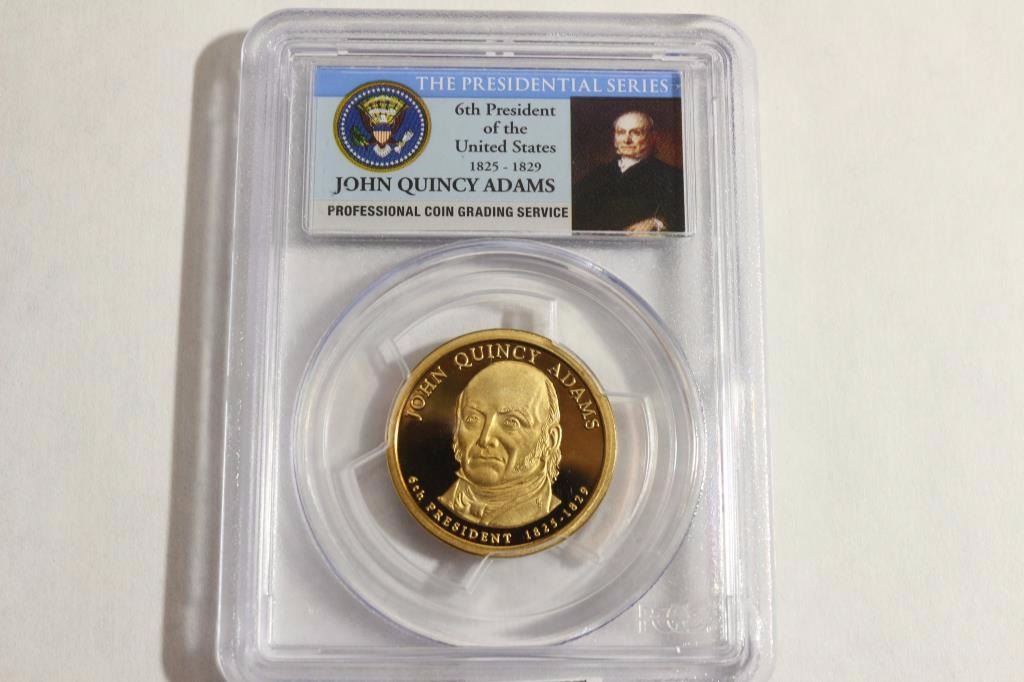 THE PRESIDENTIAL SERIES
6th President
of the
United States
1825 - 1829
JOHN QUINCY ADAMS
PROFESSIONAL COIN GRADING SERVICE
JOHN QUINCY ADAMS
6th PRESIDENT 1825-1829
PCGS